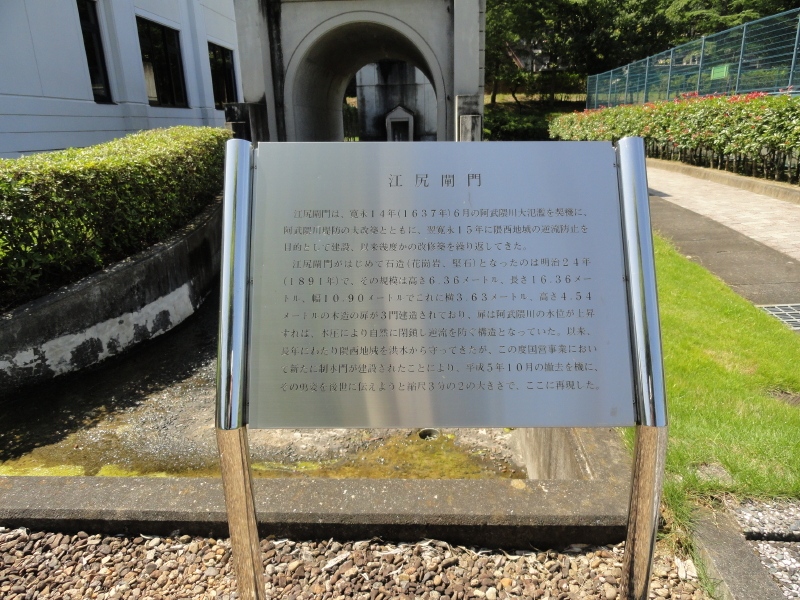 江尻閘門
江尻閘門は、寛永14年(1637年)6月の阿武隈川大氾濫を契機に、
阿武隈川堤防の大改築とともに、翌寛永15年に隈西地域の逆流防止を
目的として建設、以来幾度かの改修築を繰り返してきた。
江尻閘門がはじめて石造(花崗岩、堅石)となったのは明治24年
(1891年)で、その規模は高さ6.36メートル、長さ16.36メー
トル、幅10.90メートルでこれに横3.63メートル、高さ4.54
メートルの木造の扉が3門建造されており、扉は阿武隈川の水位が上昇
すれば、水圧により自然に閉鎖し逆流を防ぐ構造となっていた。以来、
長年にわたり隈西地域を洪水から守ってきたが、この度国営事業におい
て新たに制水門が建設されたことにより、平成5年10月の撤去を機に、
その史実を後世に伝えようと縮尺3分の2の大きさで、ここに再現した。